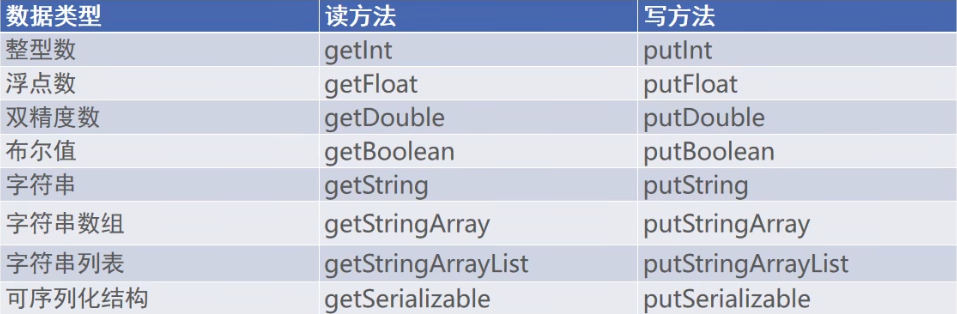 数据类型 读方法 写方法
整型数 getInt putInt
浮点数 getFloat putFloat
双精度数 getDouble putDouble
布尔值 getBoolean putBoolean
字符串 getString putString
字符串数组 getStringArray putStringArray
字符串列表 getStringArrayList putStringArrayList
可序列化结构 getSerializable putSerializable